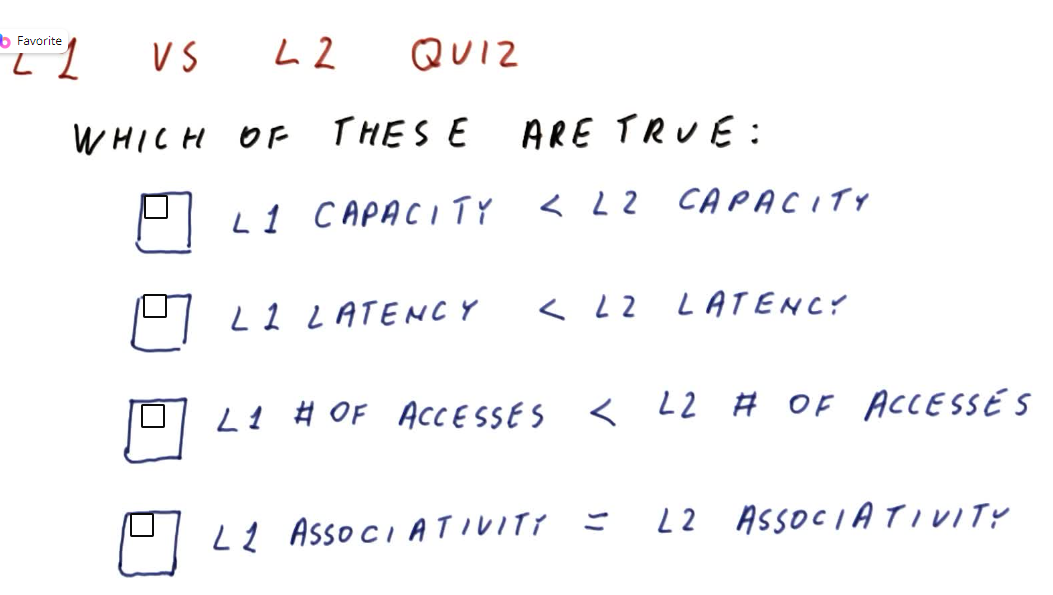 Favorite
L1 VS L2 QUIZ
WHICH OF THESE ARE TRUE:
L1 CAPACITY < L2 CAPACITY
L1 LATENCY < L2 LATENCY
L1 # OF ACCESSES < L2 # OF ACCESSES
L1 ASSOCIATIVITY = L2 ASSOCIATIVITY